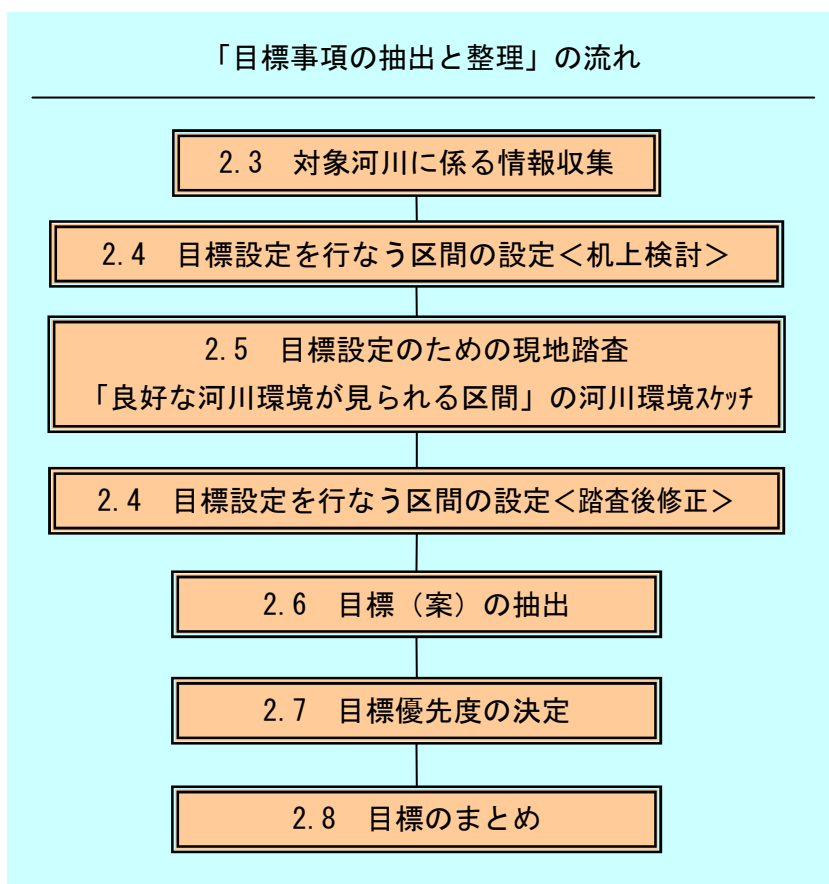 「目標事項の抽出と整理」の流れ
2.3 対象河川に係る情報収集
2.4 目標設定を行なう区間の設定＜机上検討＞
2.5 目標設定のための現地踏査
「良好な河川環境が見られる区間」の河川環境ｽｹｯﾁ
2.4 目標設定を行なう区間の設定＜踏査後修正＞
2.6 目標（案）の抽出
2.7 目標優先度の決定
2.8 目標のまとめ